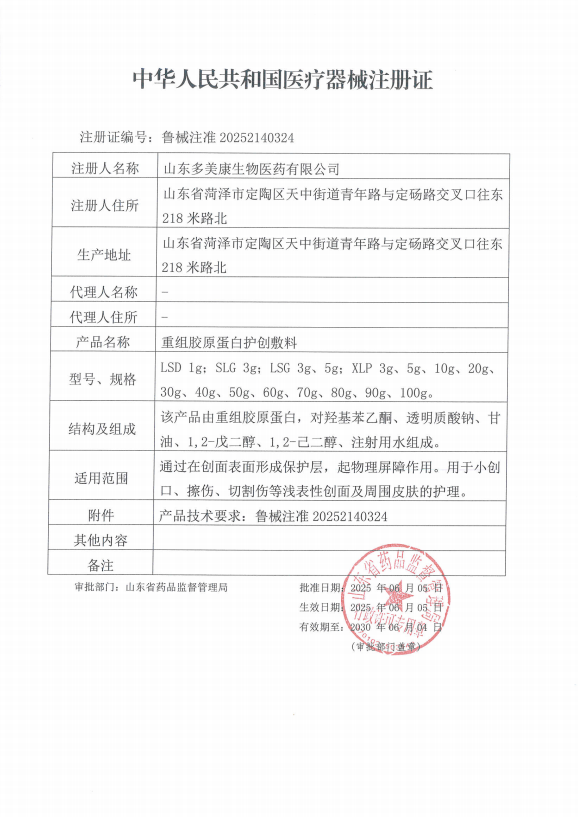 中华人民共和国医疗器械注册证
注册证编号：鲁械注准 20252140324
注册人名称 山东多美康生物医药有限公司
注册人住所 山东省菏泽市定陶区天中街道青年路与定砀路交叉口往东
218 米路北
生产地址 山东省菏泽市定陶区天中街道青年路与定砀路交叉口往东
218 米路北
代理人名称 –
代理人住所 –
产品名称 重组胶原蛋白护创敷料
型号、规格 LSD 1g；SLG 3g；LSG 3g、5g；XLP 3g、5g、10g、20g、
30g、40g、50g、60g、70g、80g、90g、100g。
结构及组成 该产品由重组胶原蛋白，对羟基苯乙酮、透明质酸钠、甘
油、1,2-戊二醇、1,2-己二醇、注射用水组成。
适用范围 通过在创面表面形成保护层，起物理屏障作用。用于小创
口、擦伤、切割伤等浅表性创面及周围皮肤的护理。
附件 产品技术要求：鲁械注准 20252140324
其他内容
备注
审批部门：山东省药品监督管理局 批准日期：2025 年 06 月 05 日
生效日期：2025 年 06 月 05 日
有效期至：2030 年 06 月 04 日
（审批部门盖章）
山东省药品监督管理局
行政许可专用章